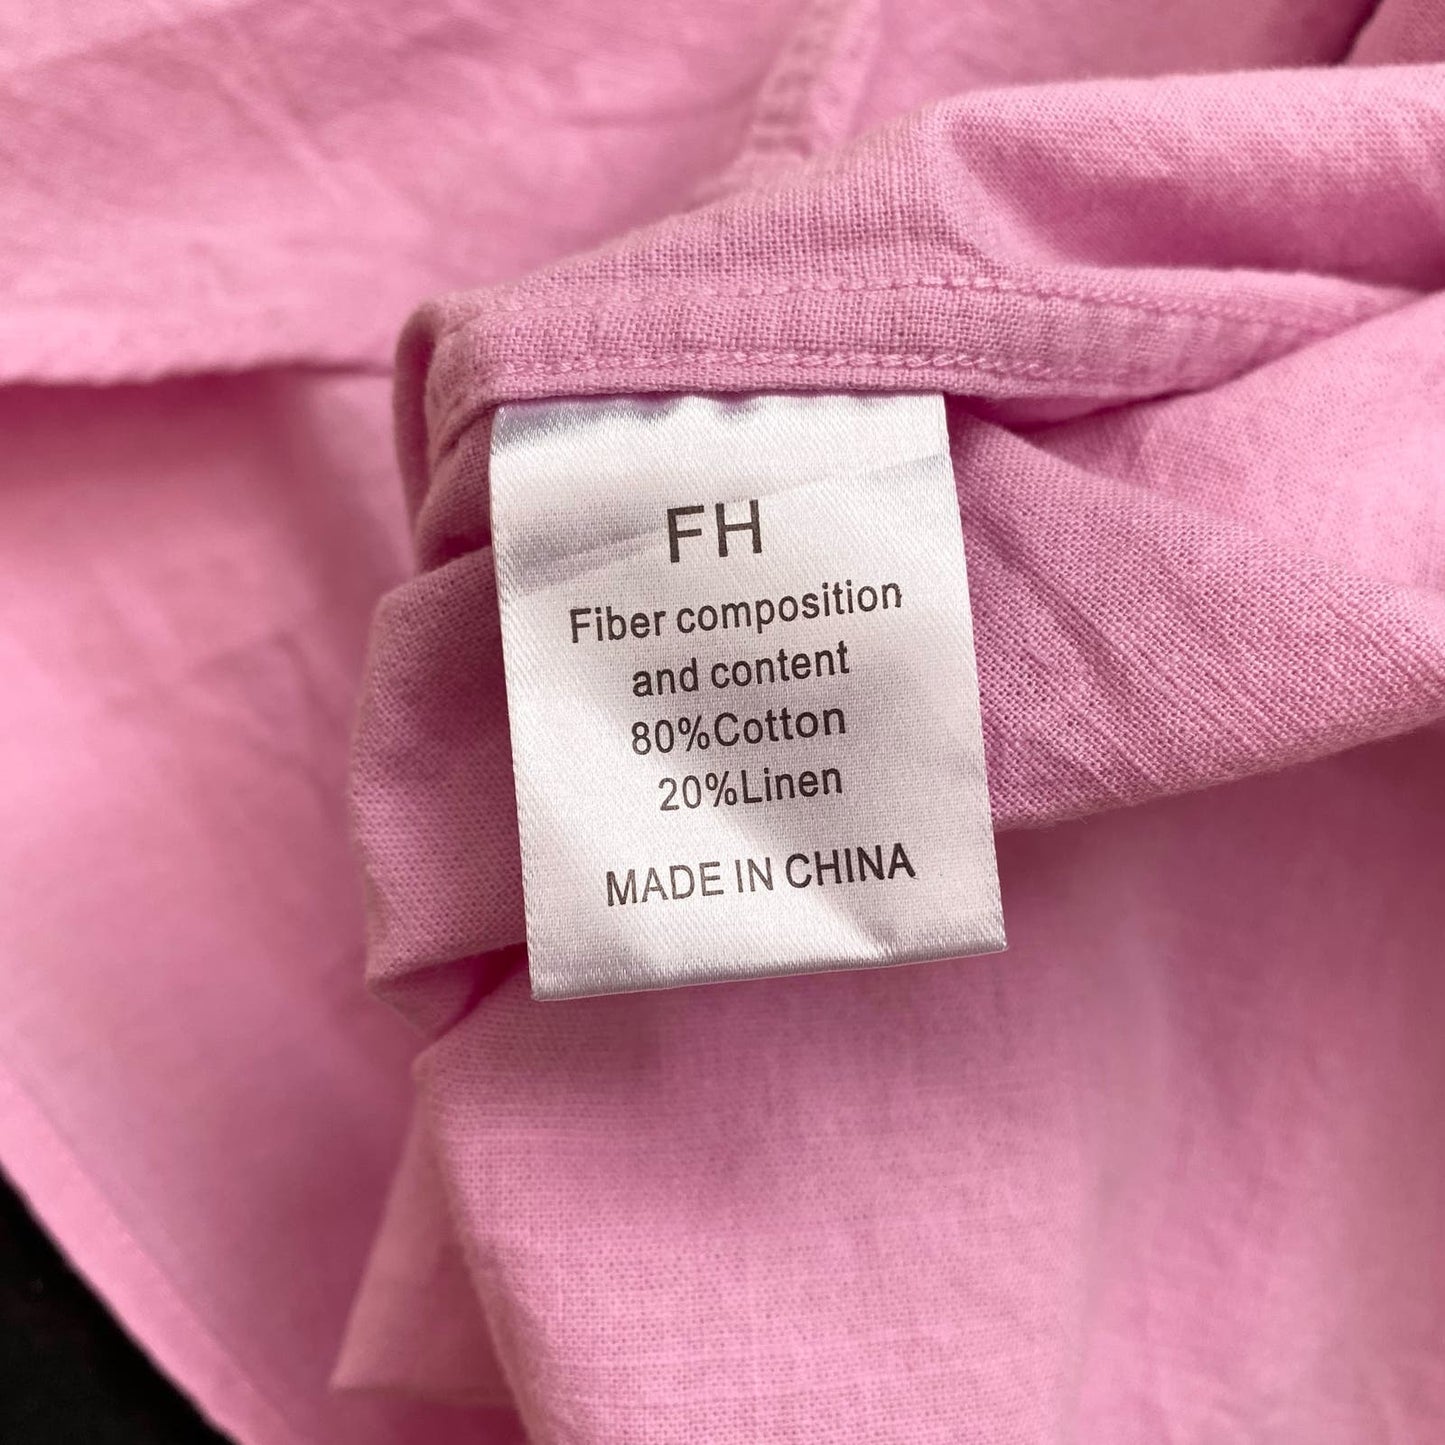 FH
Fiber composition
and content
80%Cotton
20%Linen
MADE IN CHINA